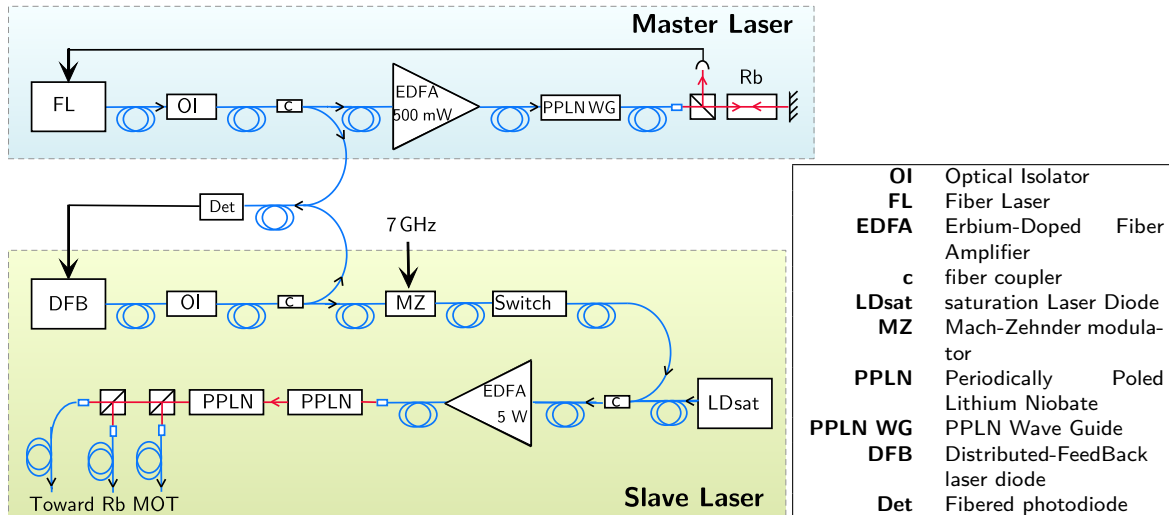 Master Laser
FL
OI
c
EDFA
500 mW
PPLN WG
Rb
Det
7 GHz
DFB
OI
c
MZ
Switch
PPLN
PPLN
EDFA
5 W
c
LDsat
Toward Rb MOT
Slave Laser
OI Optical Isolator
FL Fiber Laser
EDFA Erbium-Doped Fiber
Amplifier
c fiber coupler
LDsat saturation Laser Diode
MZ Mach-Zehnder modula-
tor
PPLN Periodically Poled
Lithium Niobate
PPLN WG PPLN Wave Guide
DFB Distributed-FeedBack
laser diode
Det Fibered photodiode